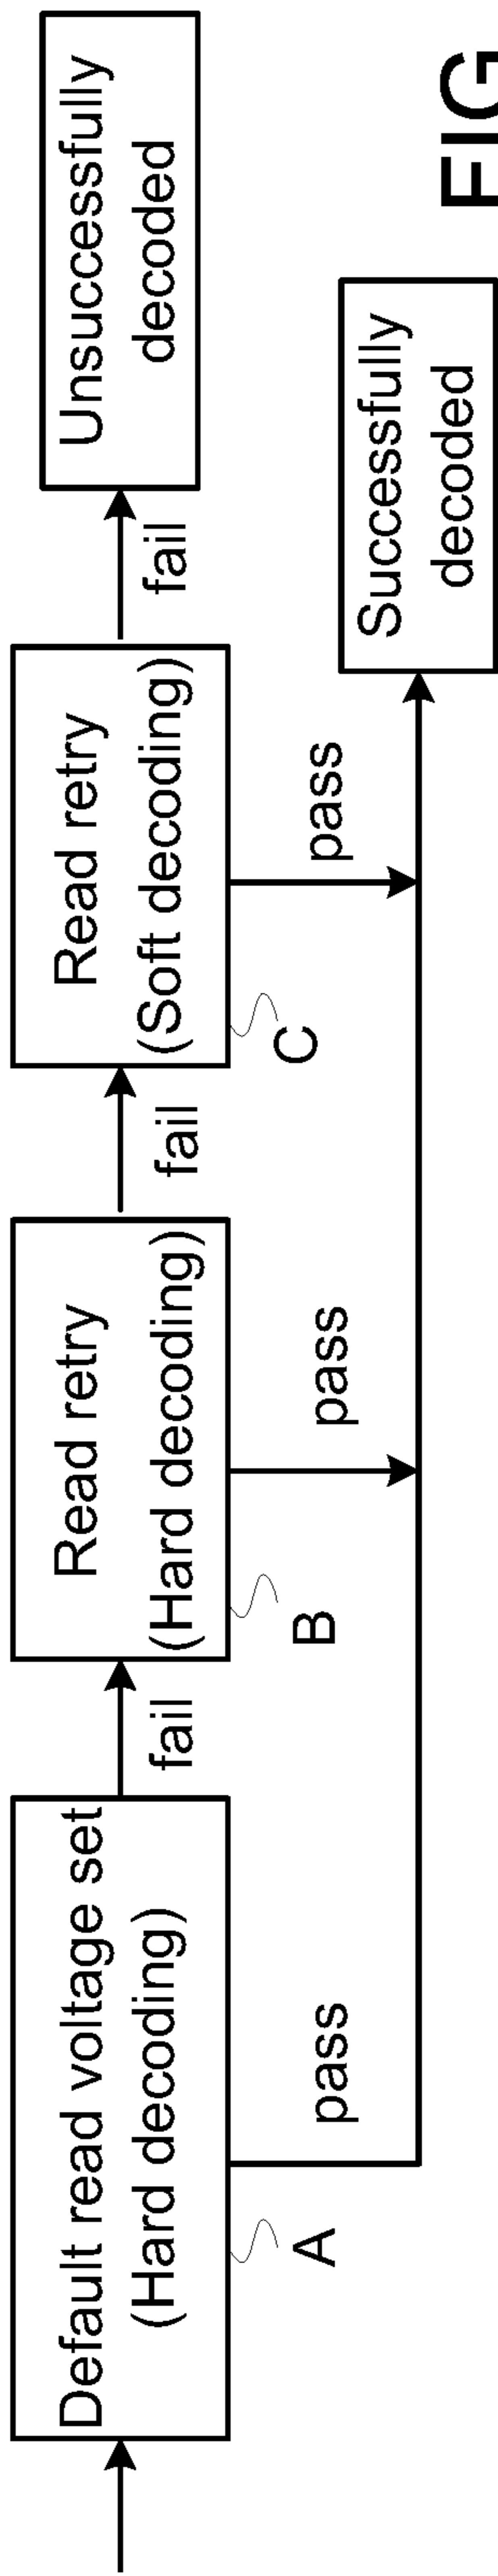 Default read voltage set
(Hard decoding)
A
pass
fail
Read retry
(Hard decoding)
B
pass
fail
Read retry
(Soft decoding)
C
pass
fail
Unsuccessfully
decoded
Successfully
decoded
FIG